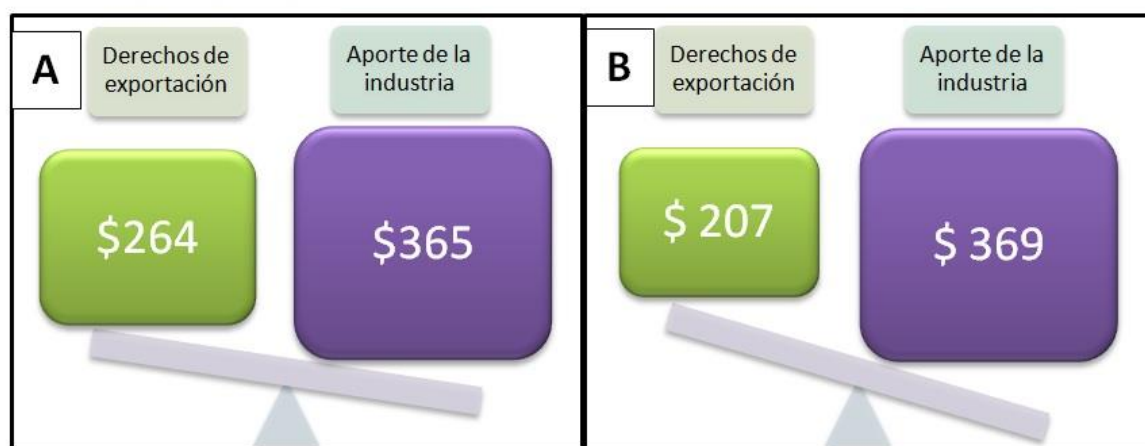 A
Derechos de
exportación
Aporte de la
industria
$264
$365
B
Derechos de
exportación
Aporte de la
industria
$ 207
$ 369